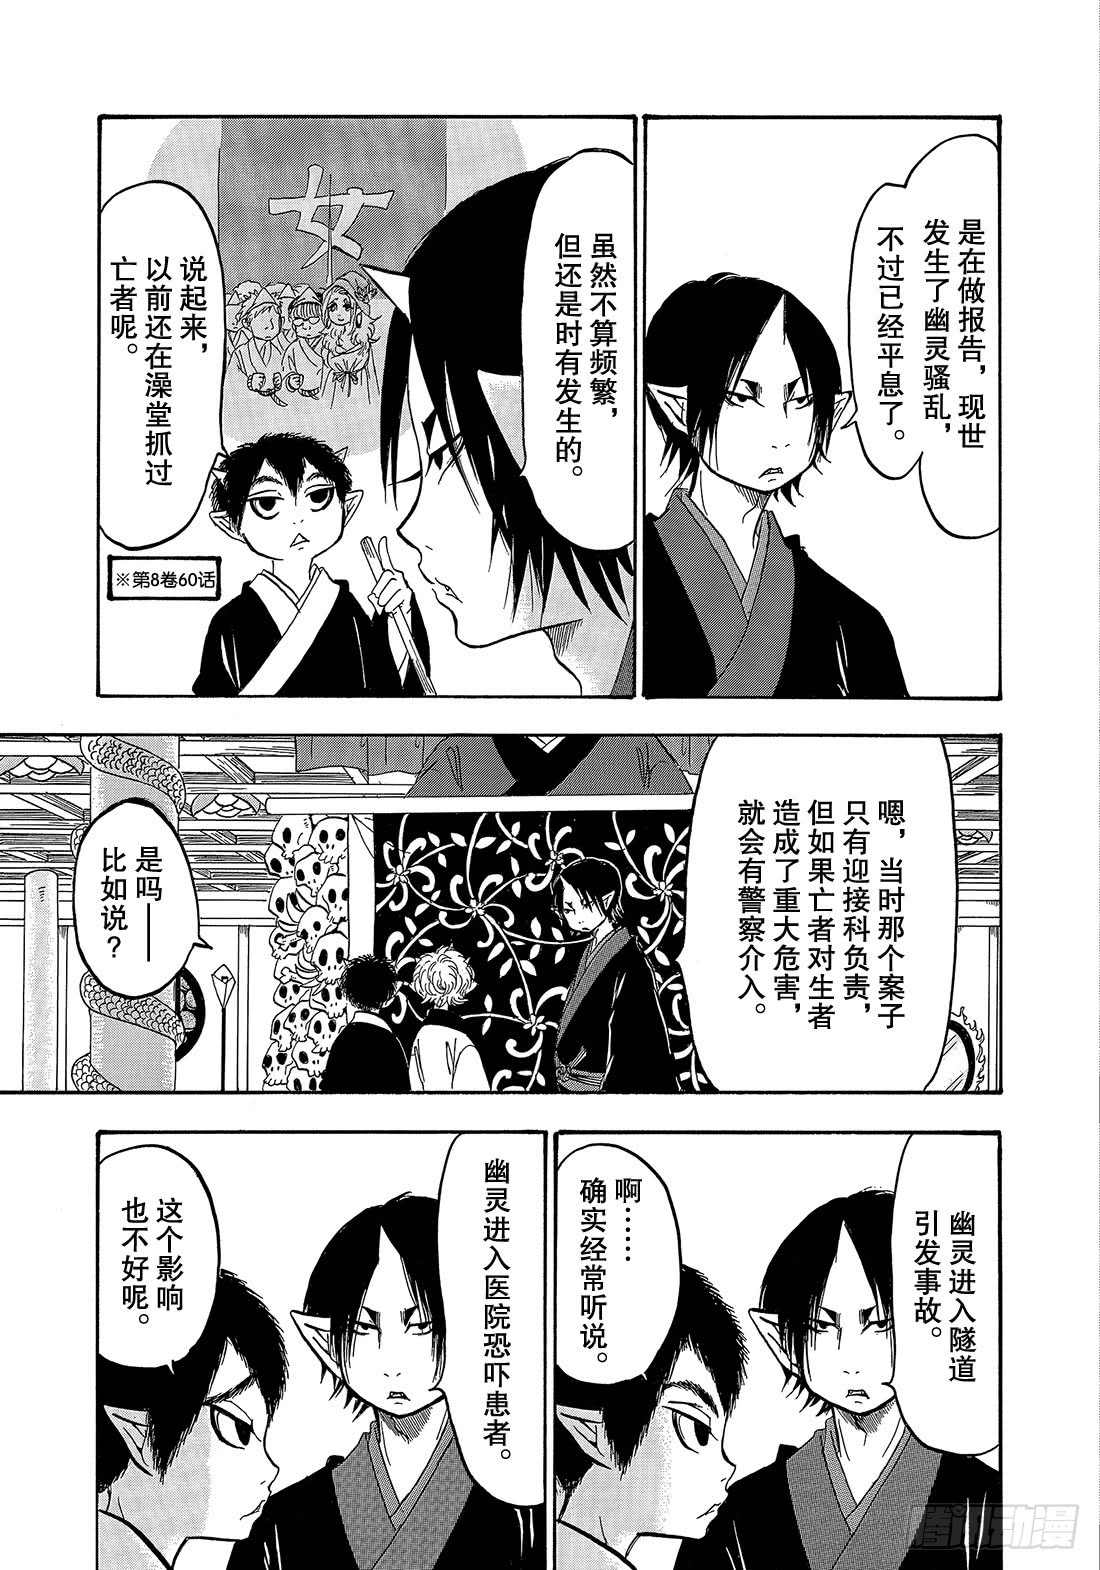 是在做报告，现世
发生了幽灵骚乱，
不过已经平息了。
虽然不算频繁，
但还是时有发生的。
女
说起来，
以前还在澡堂抓过
亡者呢。
※第8卷60话
嗯，当时那个案子
只有迎接科负责，
但如果亡者对生者
造成了重大危害，
就会有警察介入。
是吗——
比如说？
幽灵进入隧道
引发事故。
啊……
确实经常听说。
幽灵进入医院恐吓患者。
这个影响
也不好呢。
腾讯动漫